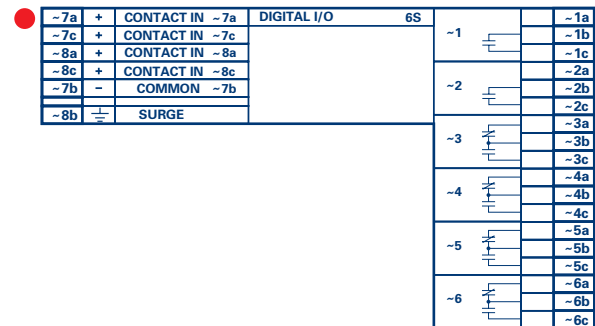 ~7a + CONTACT IN ~7a DIGITAL I/O 6S
~7c + CONTACT IN ~7c
~8a + CONTACT IN ~8a
~8c + CONTACT IN ~8c
~7b − COMMON ~7b
~8b SURGE
~1
~1a
~1b
~1c
~2
~2a
~2b
~2c
~3
~3a
~3b
~3c
~4
~4a
~4b
~4c
~5
~5a
~5b
~5c
~6
~6a
~6b
~6c